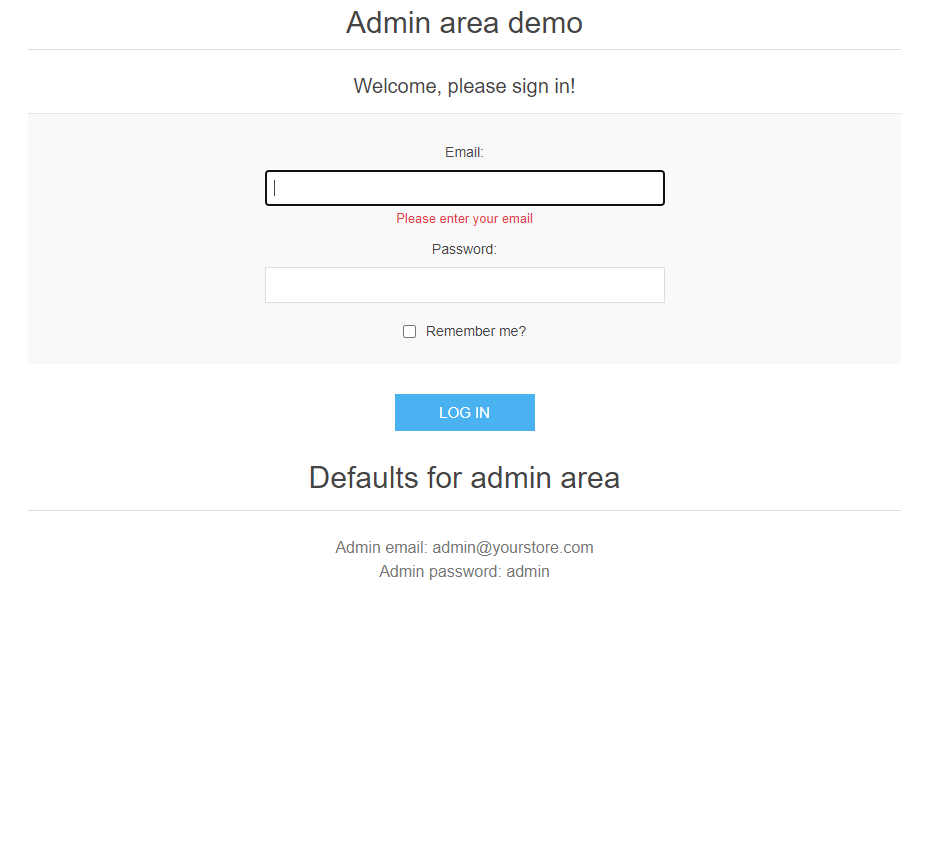 Admin area demo
Welcome, please sign in!
Email:
Please enter your email
Password:
Remember me?
LOG IN
Defaults for admin area
Admin email: admin@yourstore.com
Admin password: admin